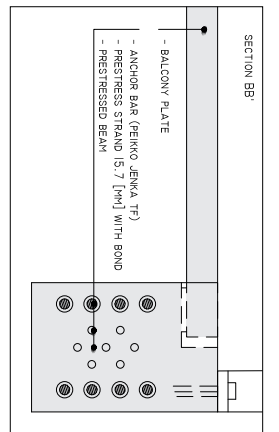 SECTION BB'
- BALCONY PLATE
- ANCHOR BAR (PEIKKO JENKA TF)
- PRESTRESS STRAND 15.7 [MM] WITH BOND
- PRESTRESSED BEAM